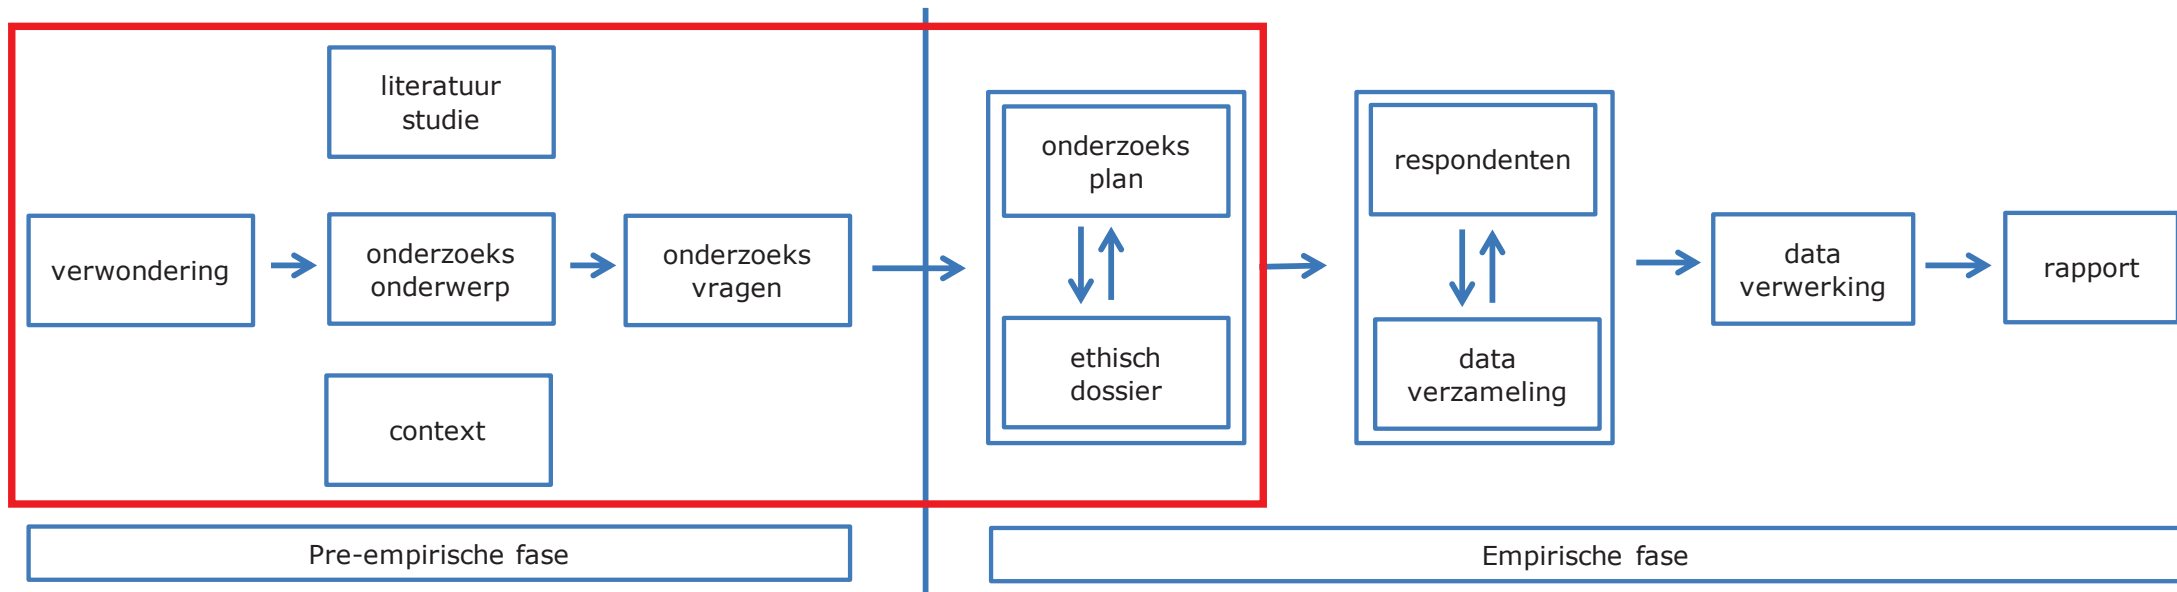 literatuur
studie
verwondering
onderzoeks
onderwerp
onderzoeks
vragen
context
onderzoeks
plan
ethisch
dossier
respondenten
data
verzameling
data
verwerking
rapport
Pre-empirische fase
Empirische fase